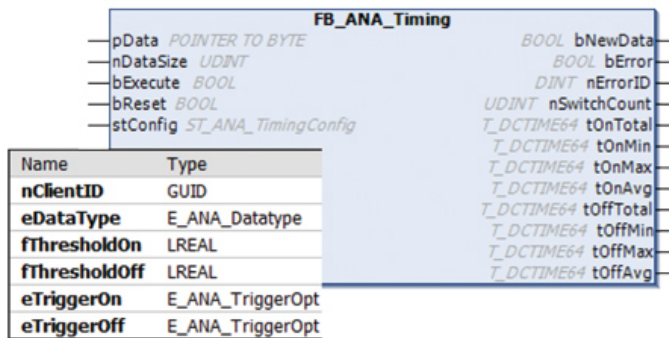 FB_ANA_Timing
pData POINTER TO BYTE BOOL bNewData
nDataSize UDINT BOOL bError
bExecute BOOL DINT nErrorID
bReset BOOL UDINT nSwitchCount
stConfig ST_ANA_TimingConfig T_DCTIME64 tOnTotal
T_DCTIME64 tOnMin
T_DCTIME64 tOnMax
T_DCTIME64 tOnAvg
T_DCTIME64 tOffTotal
T_DCTIME64 tOffMin
T_DCTIME64 tOffMax
T_DCTIME64 tOffAvg
Name Type
nClientID GUID
eDataType E_ANA_Datatype
fThresholdOn LREAL
fThresholdOff LREAL
eTriggerOn E_ANA_TriggerOpt
eTriggerOff E_ANA_TriggerOpt